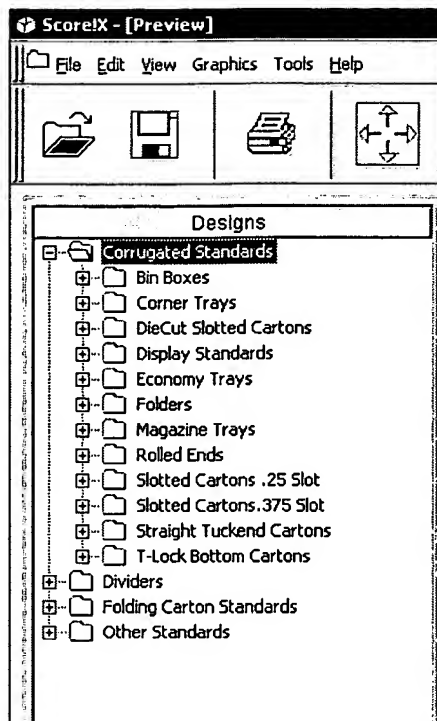 Score!X - [Preview]
File Edit View Graphics Tools Help
Designs
Corrugated Standards
Bin Boxes
Corner Trays
DieCut Slotted Cartons
Display Standards
Economy Trays
Folders
Magazine Trays
Rolled Ends
Slotted Cartons .25 Slot
Slotted Cartons.375 Slot
Straight Tuckend Cartons
T-Lock Bottom Cartons
Dividers
Folding Carton Standards
Other Standards